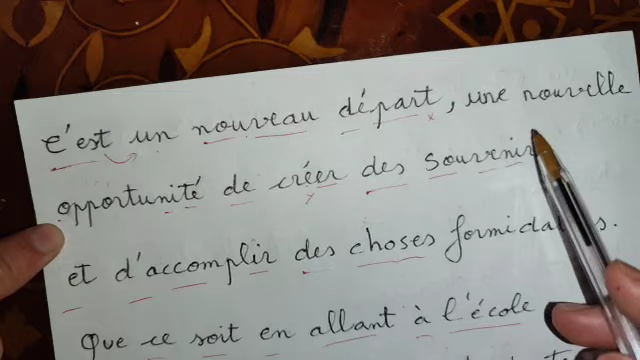 c'est un nouveau départ, une nouvelle
opportunité de créer des souvenirs
et d'accomplir des choses
que ce soit en allant à l'école